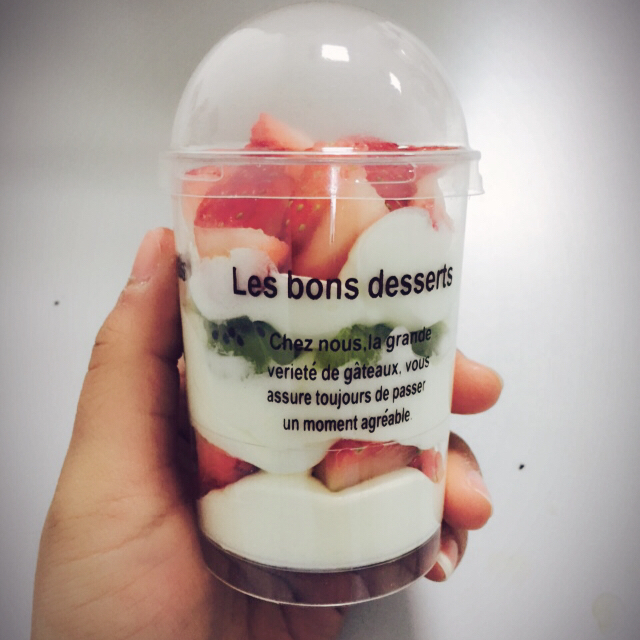 Les bons desserts
Chez nous,la grande
verieté de gâteaux, vous
assure toujours de passer
un moment agréable.